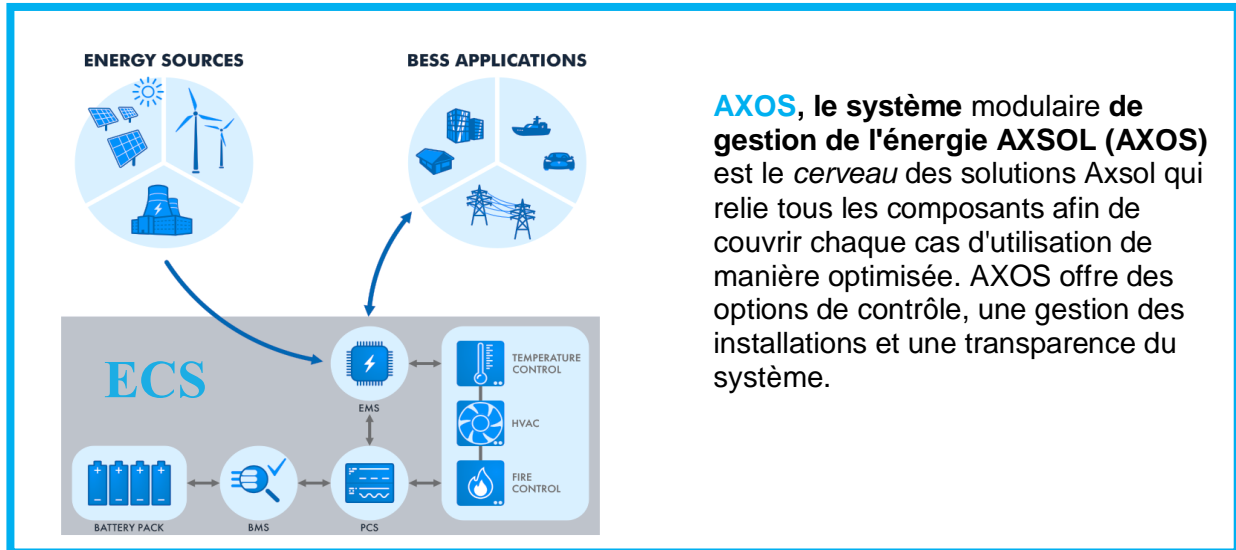 ENERGY SOURCES
BESS APPLICATIONS
ECS
EMS
TEMPERATURE
CONTROL
HVAC
FIRE
CONTROL
BATTERY PACK
BMS
PCS
AXOS, le système modulaire de
gestion de l'énergie AXSOL (AXOS)
est le cerveau des solutions Axsol qui
relie tous les composants afin de
couvrir chaque cas d'utilisation de
manière optimisée. AXOS offre des
options de contrôle, une gestion des
installations et une transparence du
système.